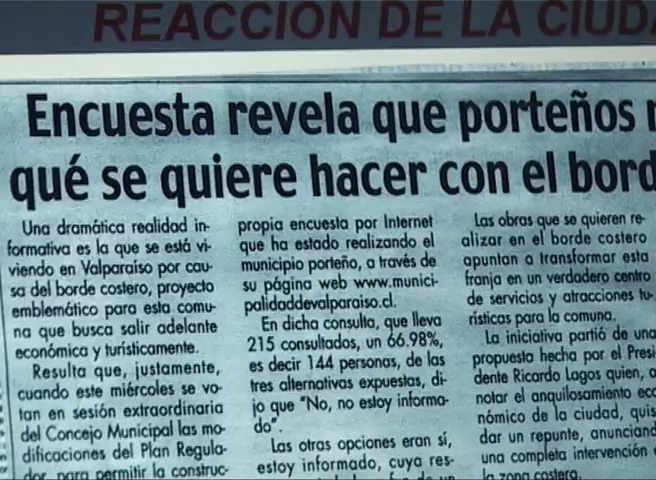 REACCION DE LA
Encuesta revela que porteños
qué se quiere hacer con el
Una dramática realidad in-
formativa es la que se está vi-
viendo en Valparaíso por cau-
sa del borde costero, proyecto
emblemático para esta comu-
na que busca salir adelante
económica y turísticamente.
Resulta que, justamente,
cuando este miércoles se vo-
tan en sesión extraordinaria
del Concejo Municipal las mo-
dificaciones del Plan Regula-
dor para permitir la construc-
propia encuesta por Internet
que ha estado realizando el
municipio porteño, a través de
su página web www.munici-
palidaddevalparaiso.cl.
En dicha consulta, que lleva
215 consultados, un 66.98%,
es decir 144 personas, de las
tres alternativas expuestas, di-
jo que "No, no estoy informa-
do".
Las otras opciones eran sí,
estoy informado, cuya res-
Las obras que se quieren re-
alizar en el borde costero
apuntan a transformar esta
franja en un verdadero centro
de servicios y atracciones tu-
rísticas para la comuna.
La iniciativa partió de una
propuesta hecha por el Presi-
dente Ricardo Lagos quien, a
notar el anquilosamiento eco
nómico de la ciudad, quis
dar un repunte, anuncian
una completa intervención
la zona costera.